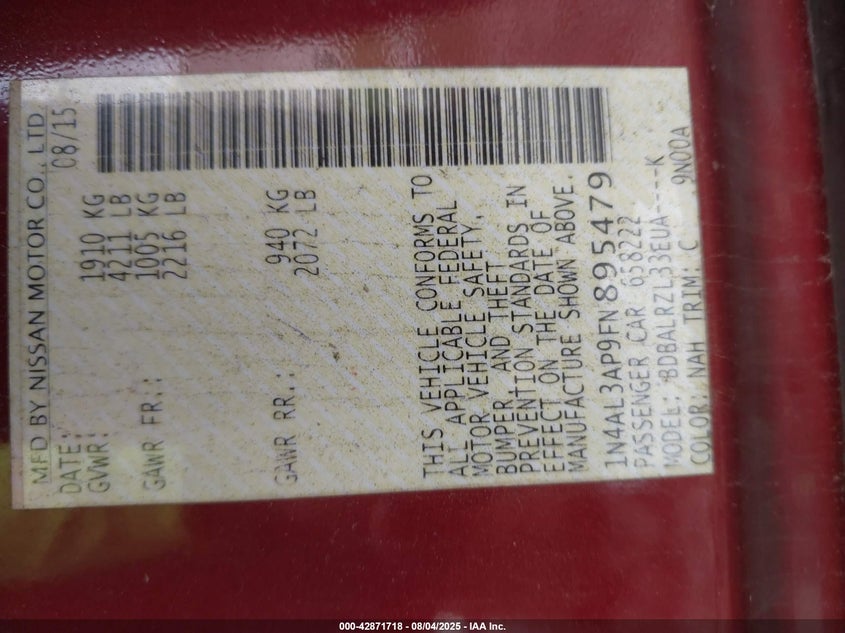 MFD BY NISSAN MOTOR CO., LTD
DATE: 08/15
GVWR: 1910 KG
4211 LB
GAWR FR.: 1005 KG
2216 LB
GAWR RR.: 940 KG
2072 LB
THIS VEHICLE CONFORMS TO
ALL APPLICABLE FEDERAL
MOTOR VEHICLE SAFETY,
BUMPER AND THEFT
PREVENTION STANDARDS IN
EFFECT ON THE DATE OF
MANUFACTURE SHOWN ABOVE.
1N4AL3AP9FN895479
PASSENGER CAR 658222
MODEL: BDBALRZL33EUA----K
COLOR: NAH TRIM: C 9N00A
000-42871718 - 08/04/2025 - IAA Inc.